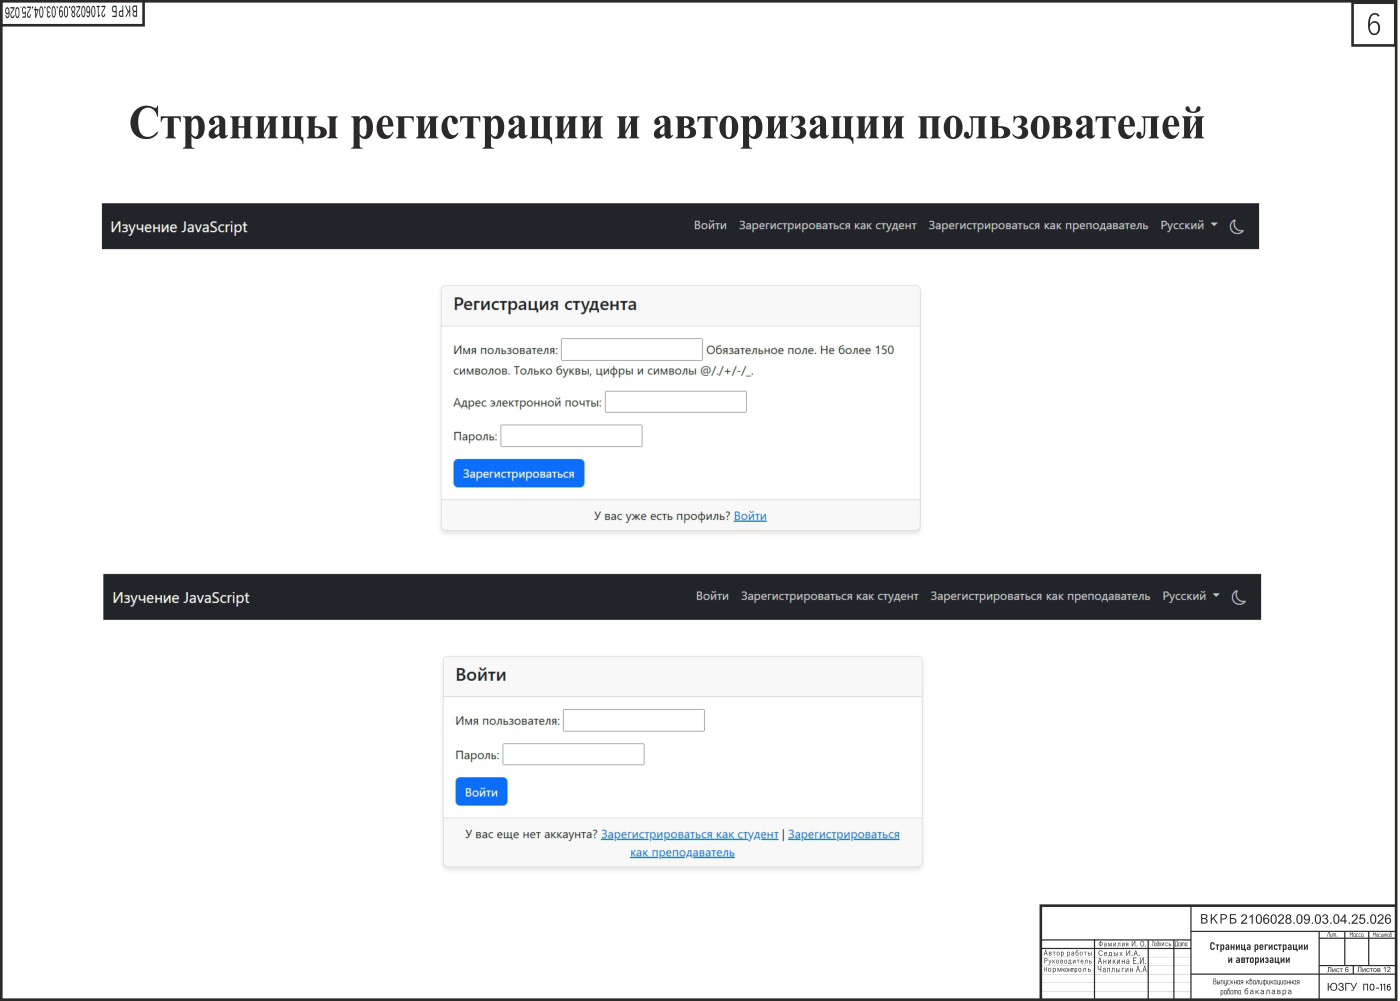 ВКРБ 2106028.09.03.04.25.026
6
Страницы регистрации и авторизации пользователей
Изучение JavaScript
Войти Зарегистрироваться как студент Зарегистрироваться как преподаватель Русский
Регистрация студента
Имя пользователя: Обязательное поле. Не более 150
символов. Только буквы, цифры и символы @/./+/-/_.
Адрес электронной почты:
Пароль:
Зарегистрироваться
У вас уже есть профиль? Войти
Изучение JavaScript
Войти Зарегистрироваться как студент Зарегистрироваться как преподаватель Русский
Войти
Имя пользователя:
Пароль:
Войти
У вас еще нет аккаунта? Зарегистрироваться как студент | Зарегистрироваться
как преподаватель
ВКРБ 2106028.09.03.04.25.026
Фамилия И. О. Подпись Дата
Автор работы Седых И.А.
Руководитель Аникина Е.И.
Нормконтроль Чаплыгин А.А
Страница регистрации
и авторизации
Лит. Масса Масштаб
Лист 6 Листов 12
Выпускная квалификационная
работа бакалавра
ЮЗГУ ПО-11б